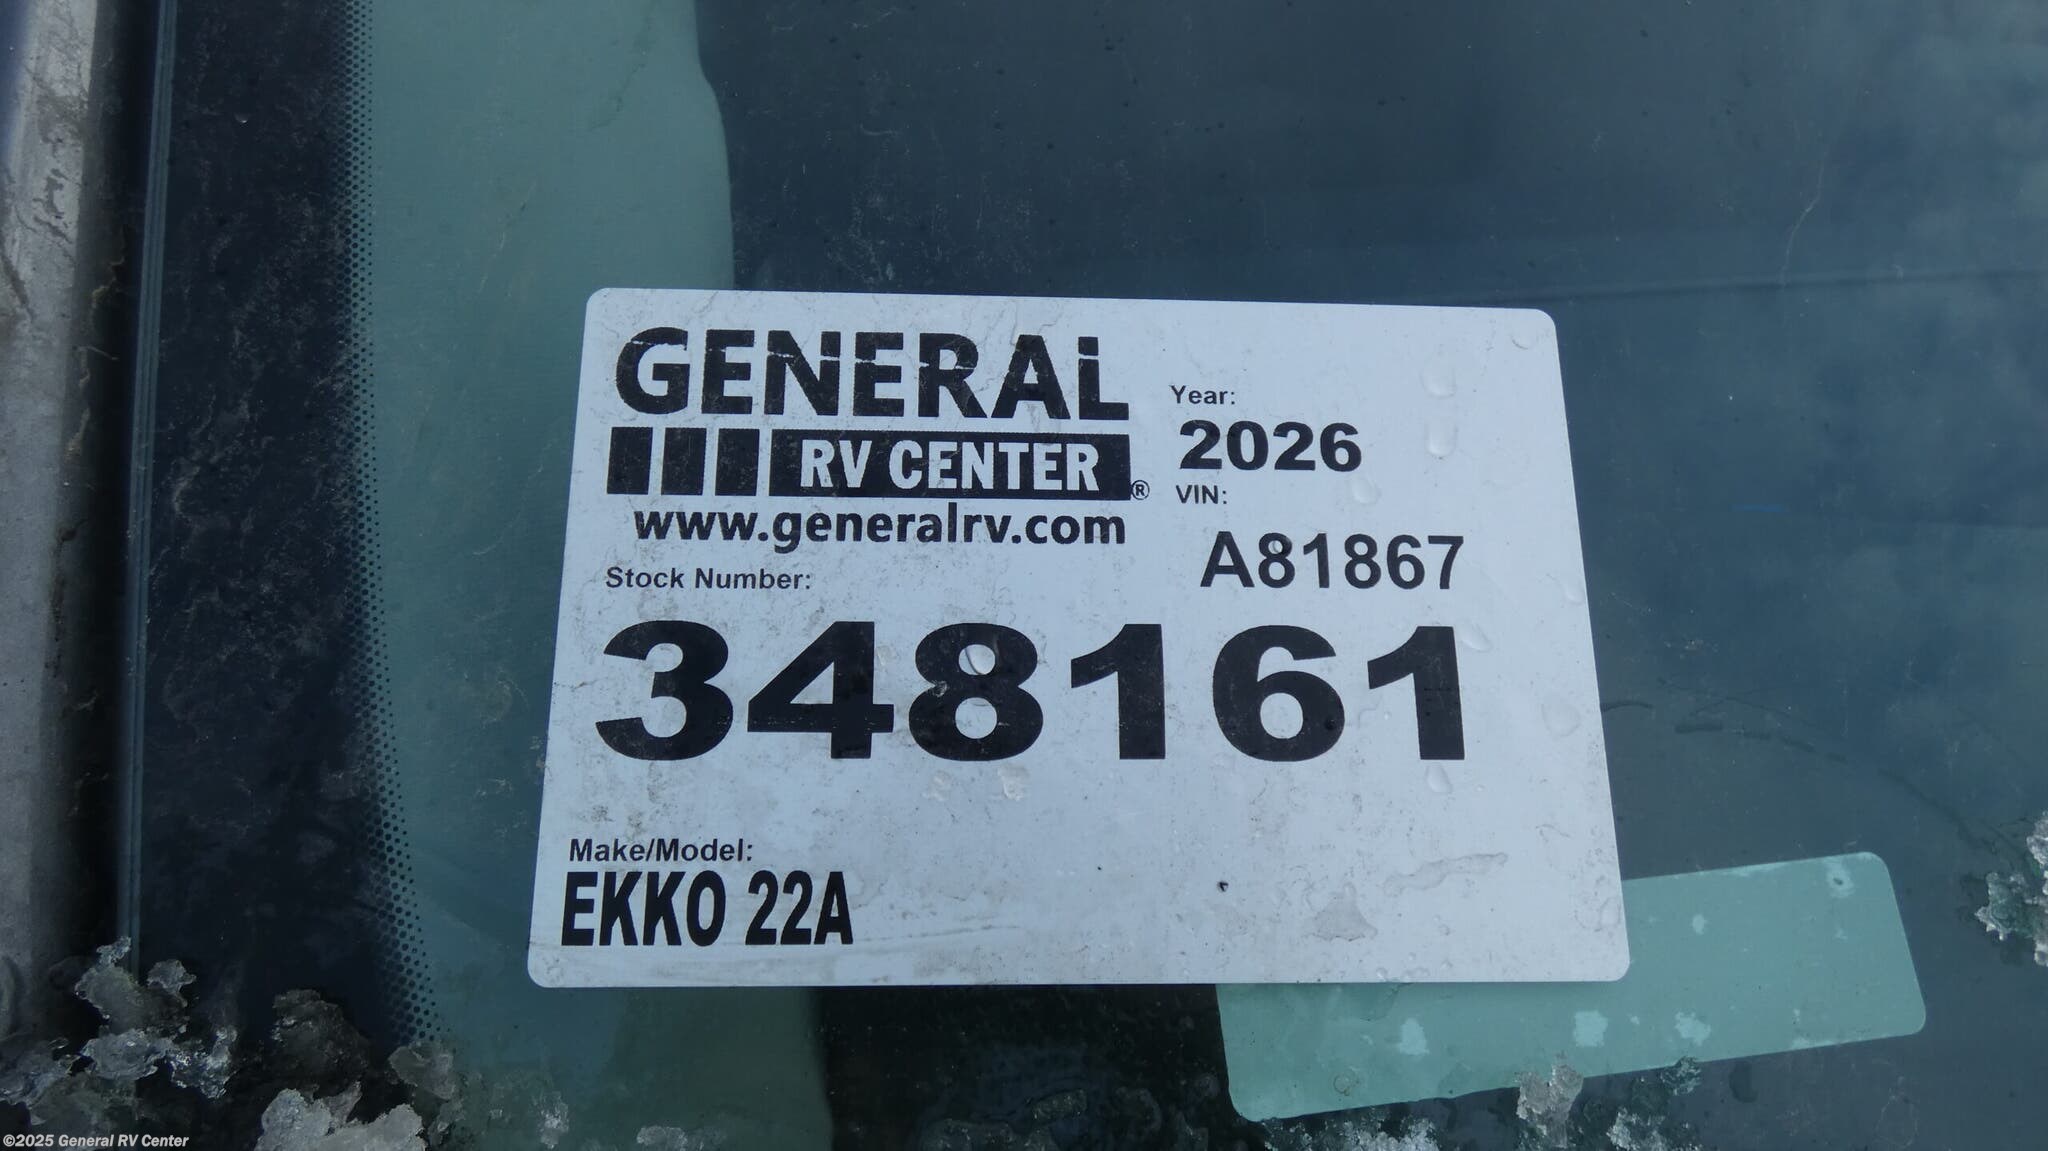 GENERAL
RV CENTER®
www.generalrv.com
Year:
2026
VIN:
A81867
Stock Number:
348161
Make/Model:
EKKO 22A
©2025 General RV Center